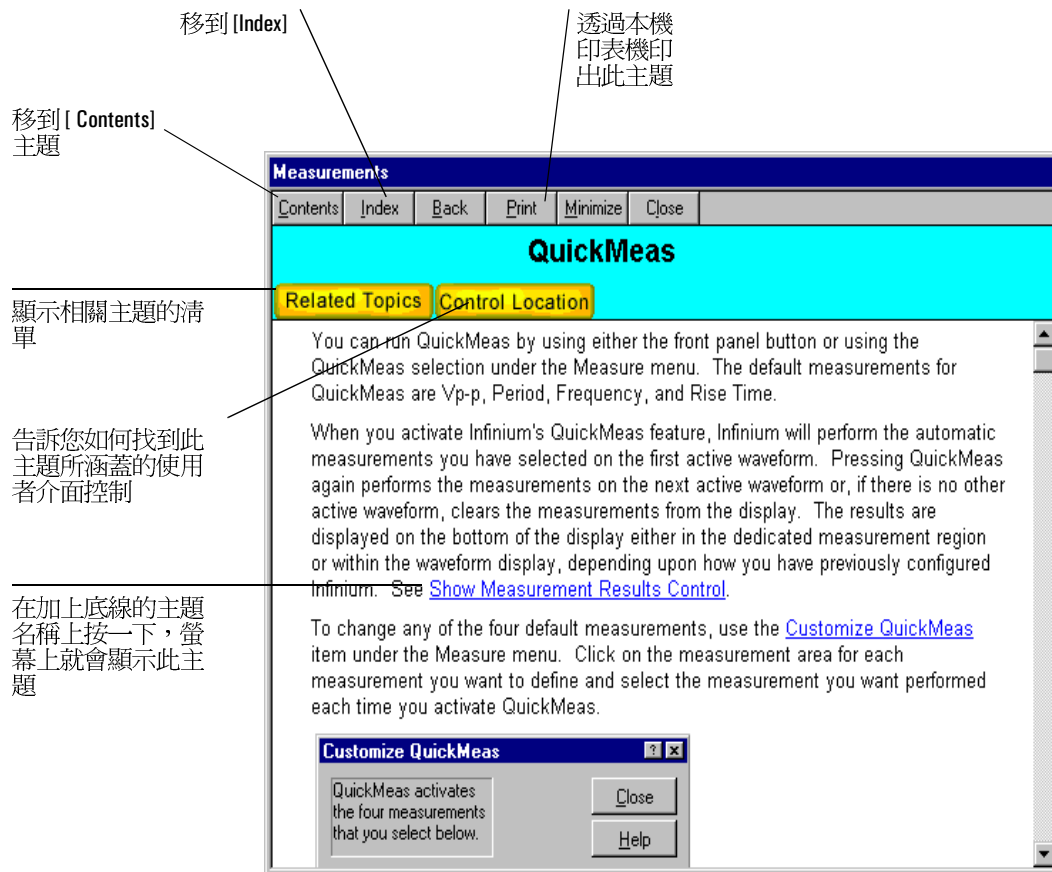 移到 [Index]
透過本機
印表機印
出此主題
移到 [ Contents]
主題
Measurements
Contents Index Back Print Minimize Close
QuickMeas
Related Topics Control Location
顯示相關主題的清
單
You can run QuickMeas by using either the front panel button or using the
QuickMeas selection under the Measure menu. The default measurements for
QuickMeas are Vp-p, Period, Frequency, and Rise Time.
告訴您如何找到此
主題所涵蓋的使用
者介面控制
When you activate Infinium's QuickMeas feature, Infinium will perform the automatic
measurements you have selected on the first active waveform. Pressing QuickMeas
again performs the measurements on the next active waveform or, if there is no other
active waveform, clears the measurements from the display. The results are
displayed on the bottom of the display either in the dedicated measurement region
or within the waveform display, depending upon how you have previously configured
Infinium. See Show Measurement Results Control.
在加上底線的主題
名稱上按一下，螢
幕上就會顯示此主
題
To change any of the four default measurements, use the Customize QuickMeas
item under the Measure menu. Click on the measurement area for each
measurement you want to define and select the measurement you want performed
each time you activate QuickMeas.
Customize QuickMeas
QuickMeas activates
the four measurements
that you select below.
Close
Help